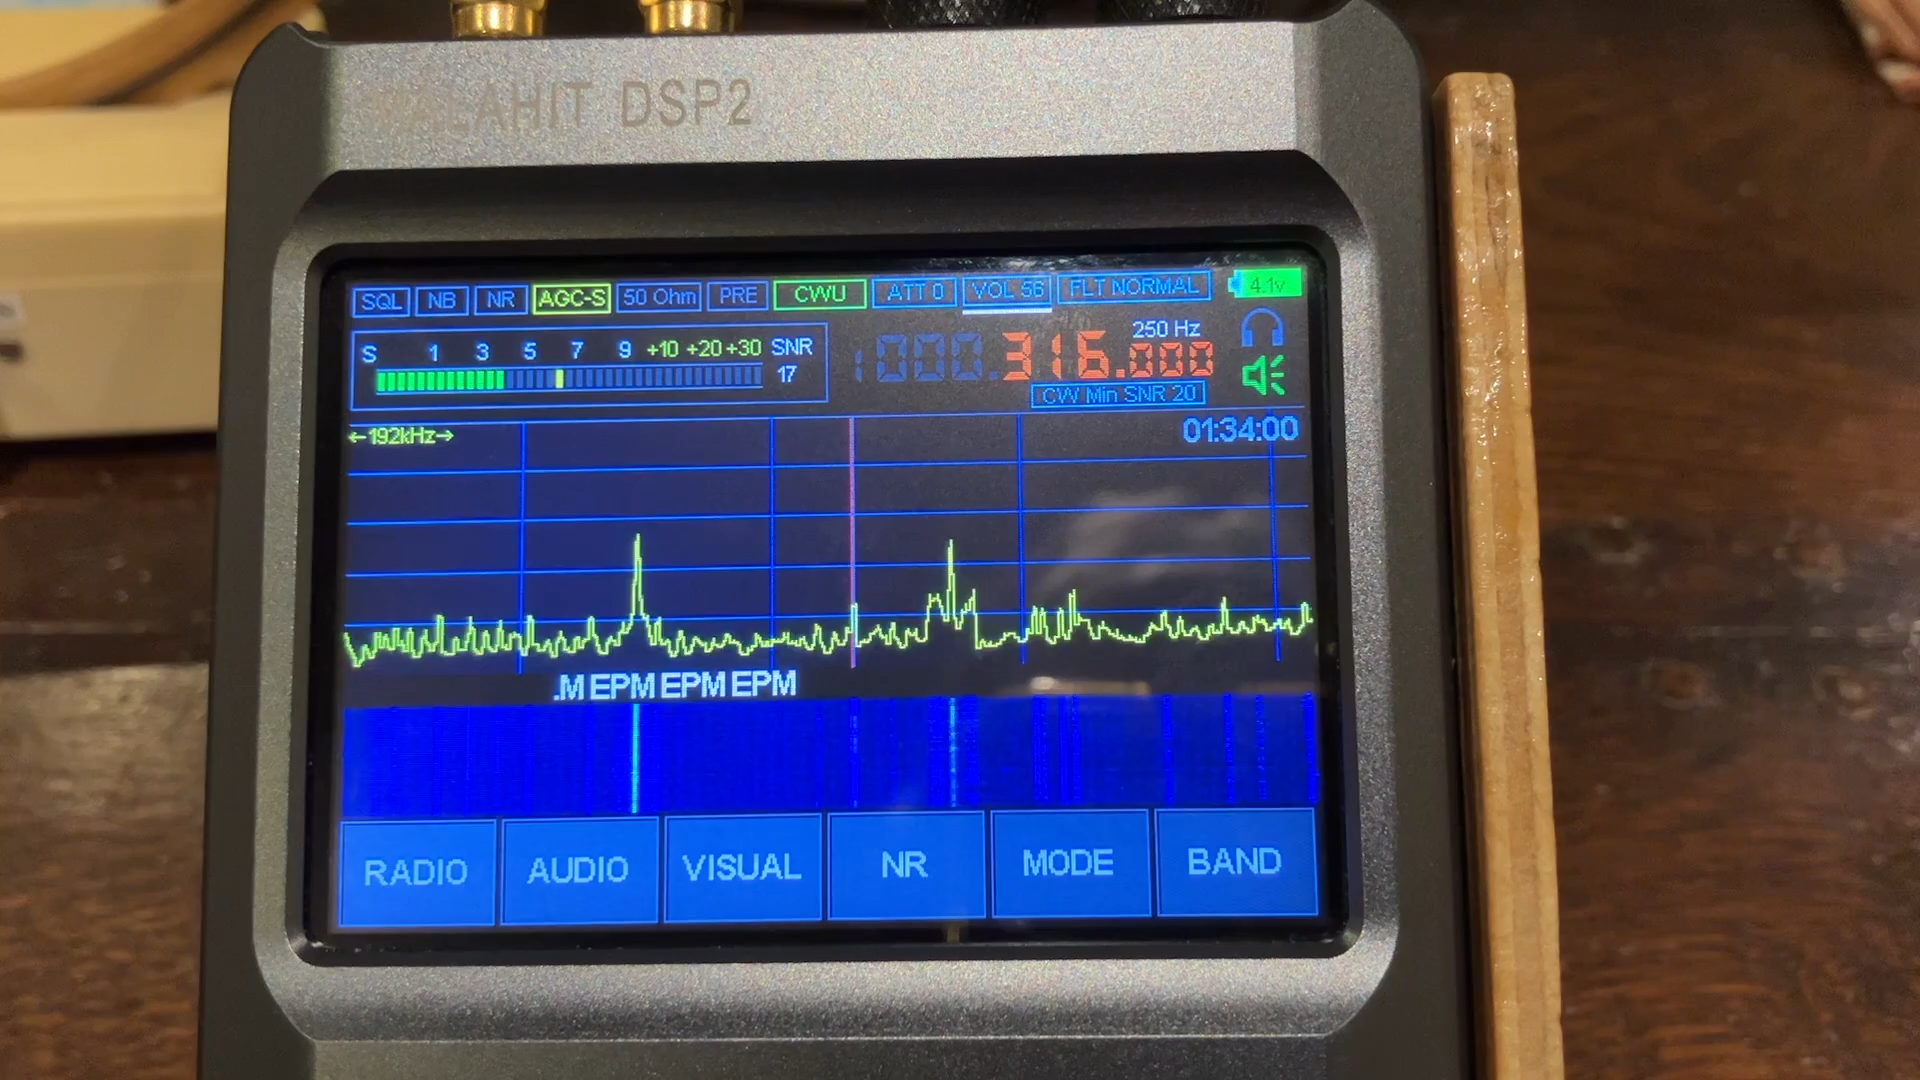 MALAHIT DSP2
SQL NB NR AGC-S 50 Ohm PRE CWU ATT 0 VOL 56 FLT NORMAL 4.1v
S 1 3 5 7 9 +10 +20 +30 SNR
17
250 Hz
1000.316.000
CW Min SNR 20
←192kHz→
01:34:00
.M EPM EPM EPM
RADIO AUDIO VISUAL NR MODE BAND